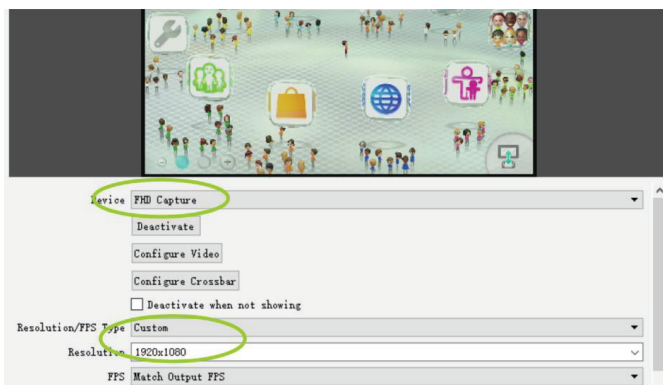 Device FHD Capture
Deactivate
Configure Video
Configure Crossbar
Deactivate when not showing
Resolution/FPS Type Custom
Resolution 1920x1080
FPS Match Output FPS